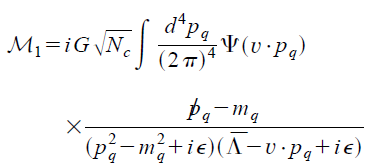 ℳ₁ = iG √N_c ∫ d⁴p_q / (2π)⁴ Ψ(v·p_q)
× (p̸_q − m_q) / ((p_q² − m_q² + iϵ)(Λ̅ − v·p_q + iϵ))